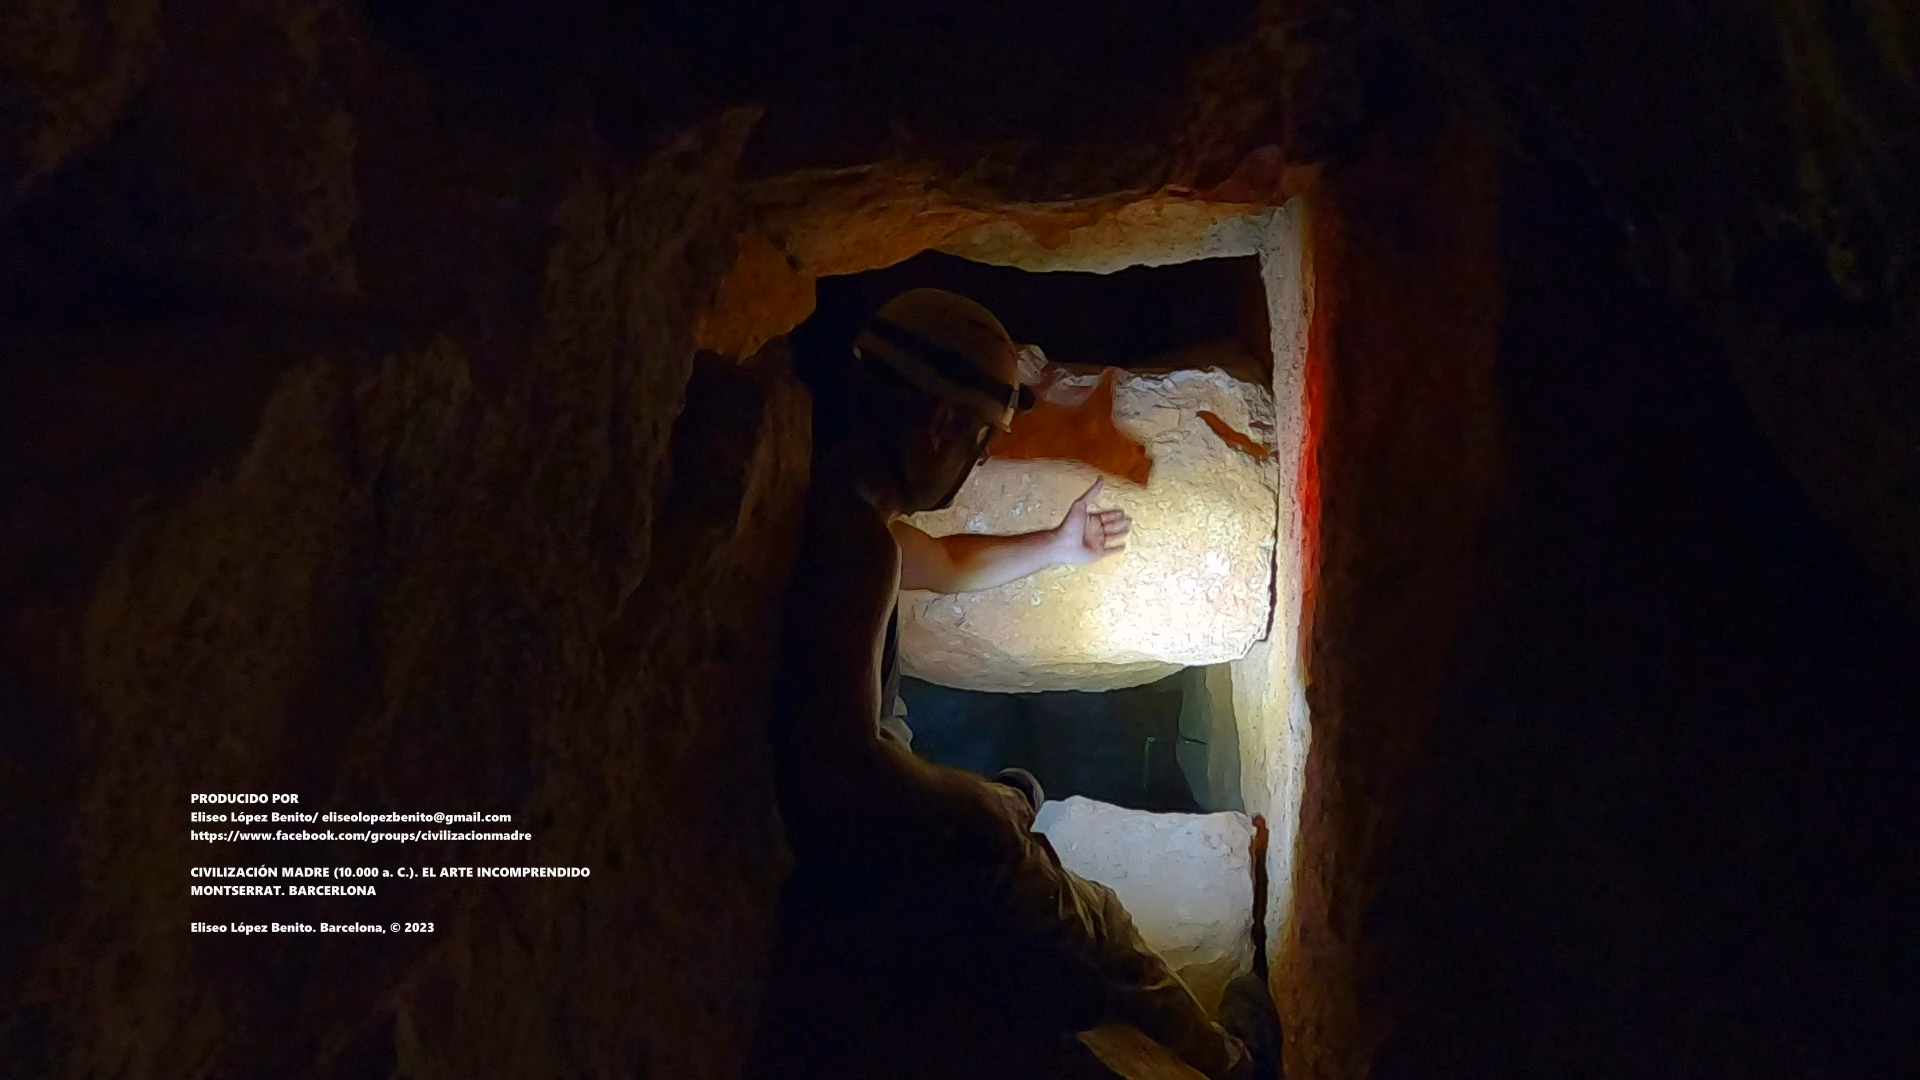 PRODUCIDO POR
Eliseo López Benito/ eliseolopezbenito@gmail.com
https://www.facebook.com/groups/civilizacionmadre
CIVILIZACIÓN MADRE (10.000 a. C.). EL ARTE INCOMPRENDIDO
MONTSERRAT. BARCERLONA
Eliseo López Benito. Barcelona, © 2023